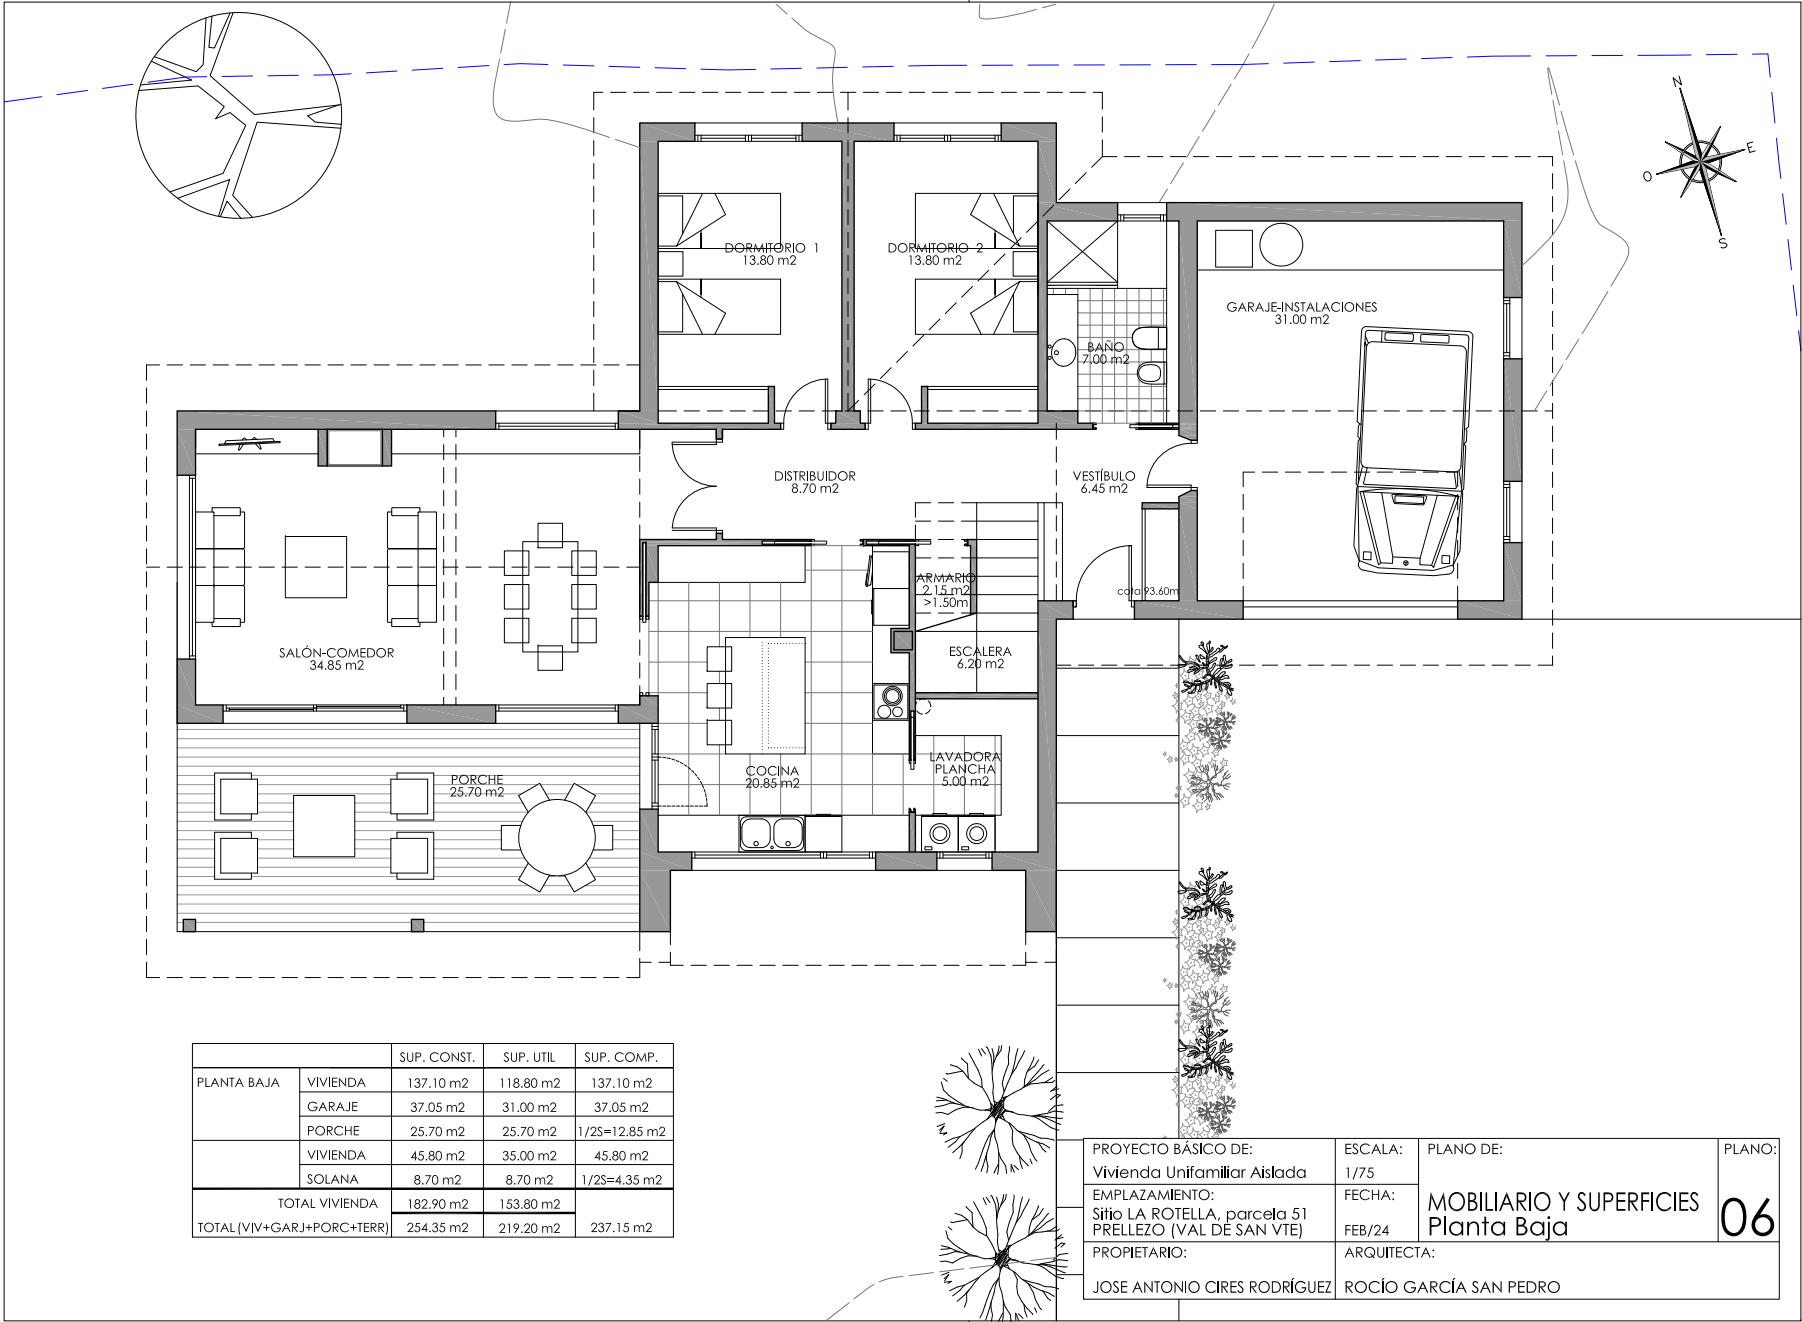 N
E
O
S
DORMITORIO 1
13.80 m2
DORMITORIO 2
13.80 m2
GARAJE-INSTALACIONES
31.00 m2
BAÑO
7.00 m2
DISTRIBUIDOR
8.70 m2
VESTÍBULO
6.45 m2
ARMARIO
2.15 m2
>1.50m
cota 93.60m
SALÓN-COMEDOR
34.85 m2
ESCALERA
6.20 m2
PORCHE
25.70 m2
COCINA
20.85 m2
LAVADORA
PLANCHA
5.00 m2
SUP. CONST. SUP. UTIL SUP. COMP.
PLANTA BAJA VIVIENDA 137.10 m2 118.80 m2 137.10 m2
GARAJE 37.05 m2 31.00 m2 37.05 m2
PORCHE 25.70 m2 25.70 m2 1/2S=12.85 m2
VIVIENDA 45.80 m2 35.00 m2 45.80 m2
SOLANA 8.70 m2 8.70 m2 1/2S=4.35 m2
TOTAL VIVIENDA 182.90 m2 153.80 m2
TOTAL (VIV+GARJ+PORC+TERR) 254.35 m2 219.20 m2 237.15 m2
PROYECTO BÁSICO DE:
Vivienda Unifamiliar Aislada
ESCALA:
1/75
PLANO DE:
MOBILIARIO Y SUPERFICIES
Planta Baja
PLANO:
06
EMPLAZAMIENTO:
Sitio LA ROTELLA, parcela 51
PRELLEZO (VAL DE SAN VTE)
FECHA:
FEB/24
PROPIETARIO:
JOSE ANTONIO CIRES RODRÍGUEZ
ARQUITECTA:
ROCÍO GARCÍA SAN PEDRO